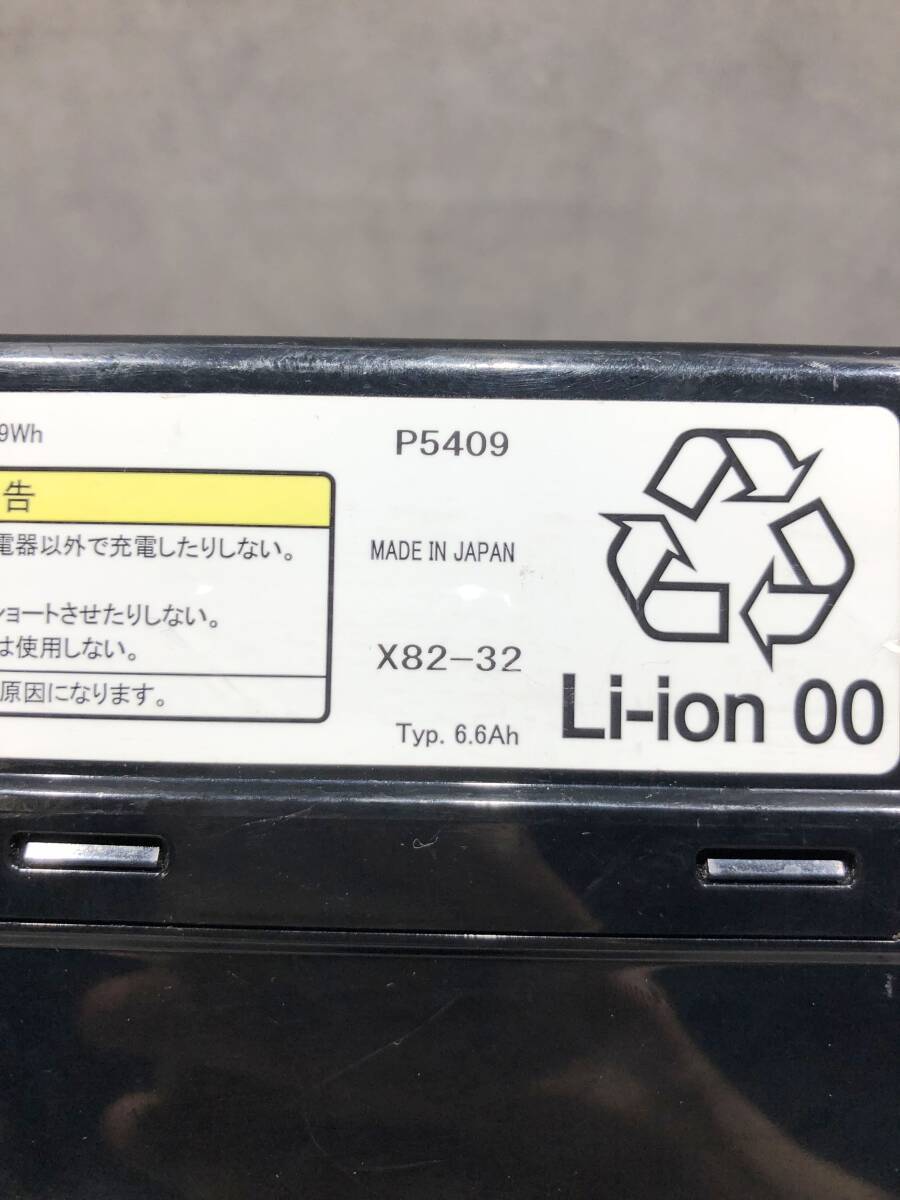 9Wh
告
電器以外で充電したりしない。
ョートさせたりしない。
は使用しない。
原因になります。
P5409
MADE IN JAPAN
X82-32
Typ. 6.6Ah
Li-ion 00